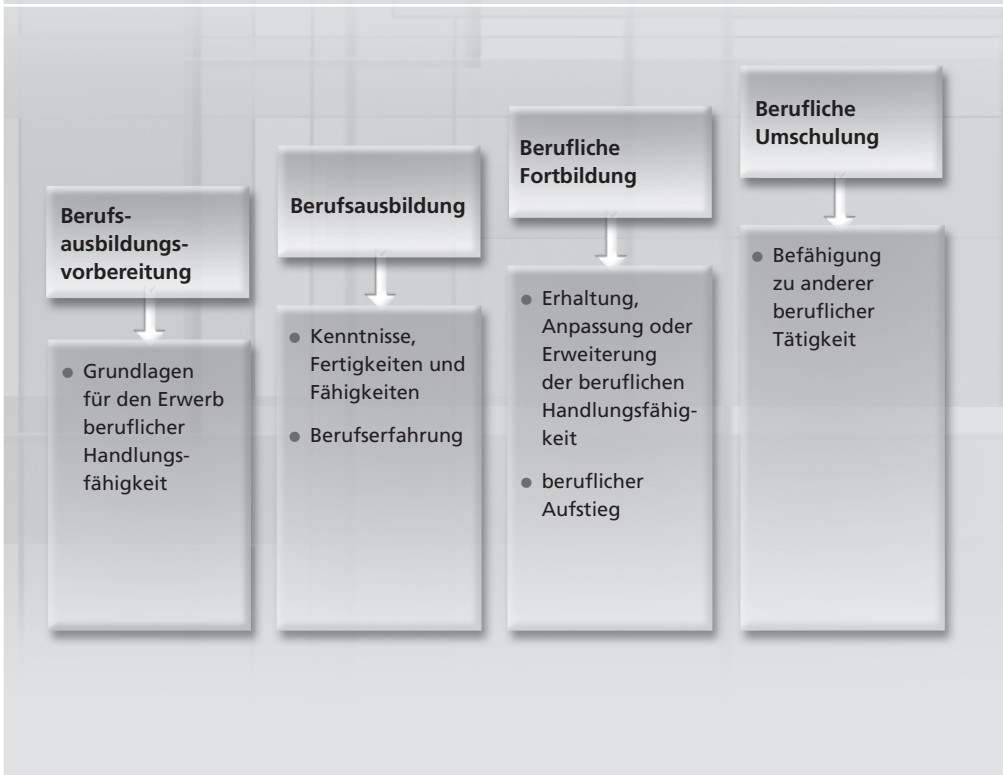 Berufs-
ausbildungs-
vorbereitung
● Grundlagen
für den Erwerb
beruflicher
Handlungs-
fähigkeit
Berufsausbildung
● Kenntnisse,
Fertigkeiten und
Fähigkeiten
● Berufserfahrung
Berufliche
Fortbildung
● Erhaltung,
Anpassung oder
Erweiterung
der beruflichen
Handlungsfähig-
keit
● beruflicher
Aufstieg
Berufliche
Umschulung
● Befähigung
zu anderer
beruflicher
Tätigkeit